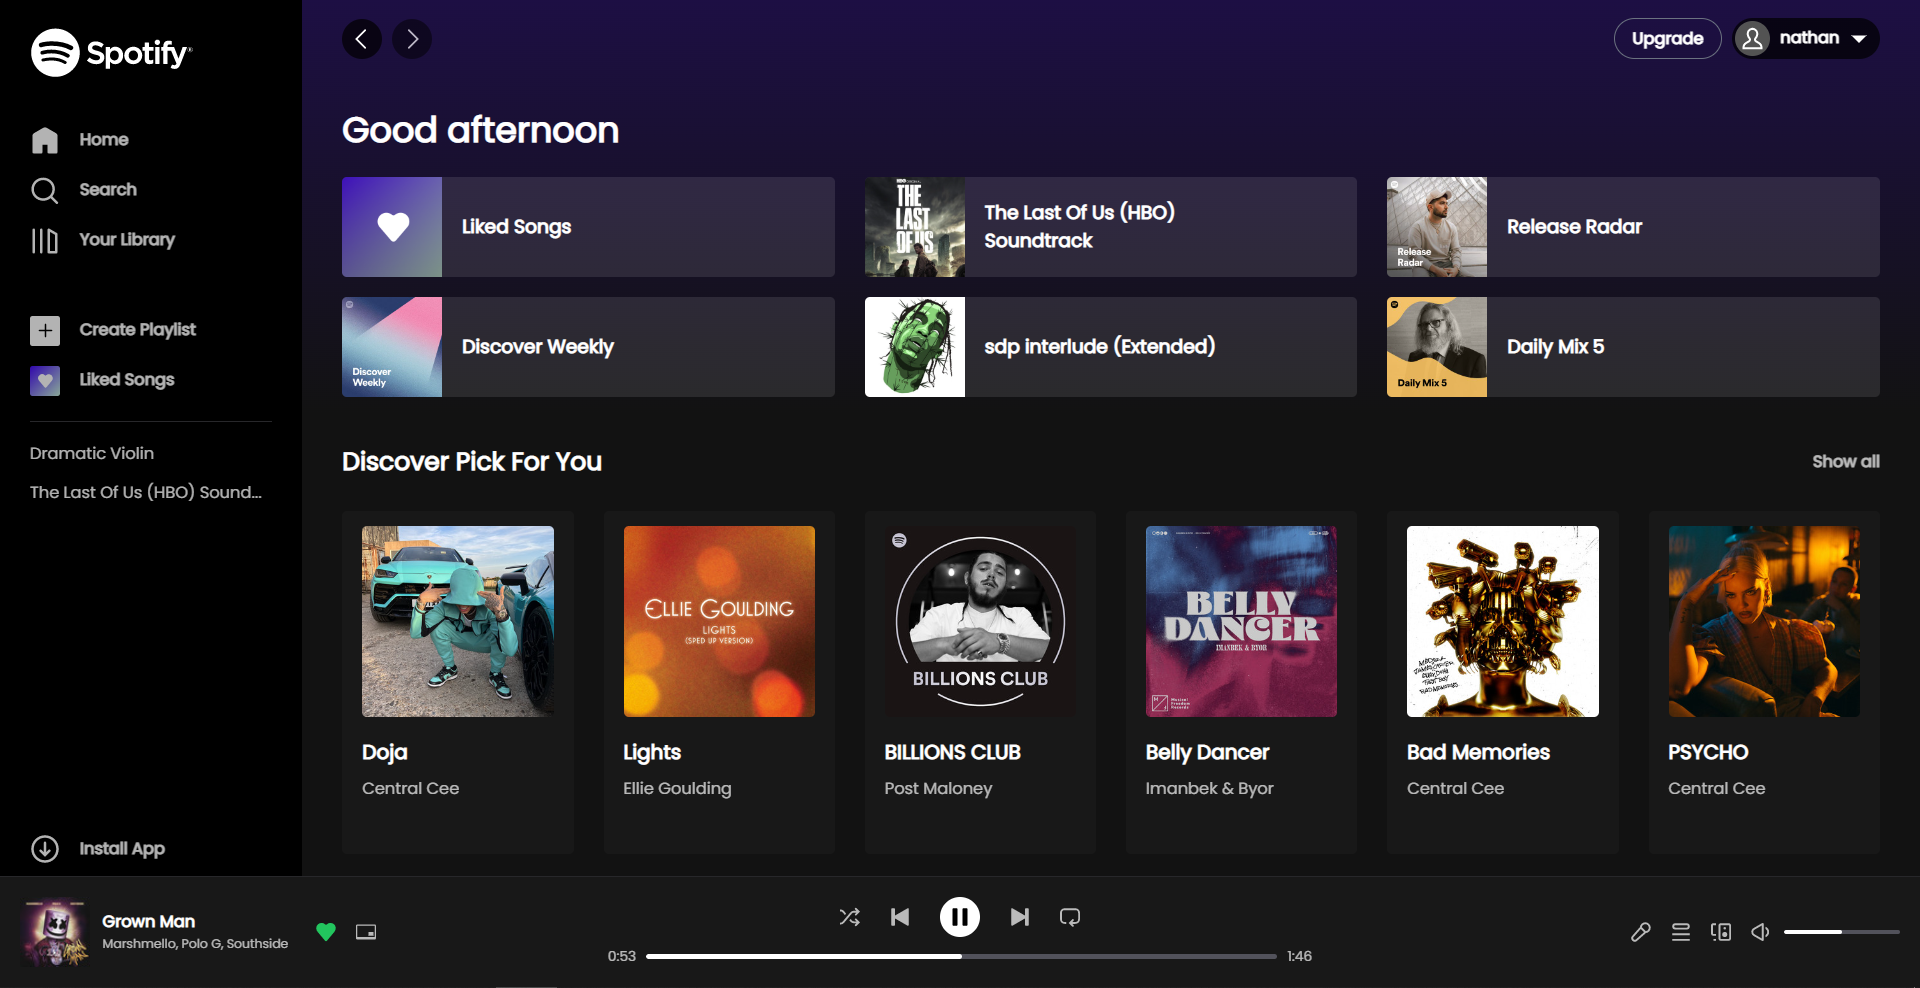 Spotify
Home
Search
Your Library
Create Playlist
Liked Songs
Dramatic Violin
The Last Of Us (HBO) Sound...
Install App
Upgrade
nathan
Good afternoon
Liked Songs
THE
LAST
OF US
The Last Of Us (HBO)
Soundtrack
Release
Radar
Release Radar
Discover
Weekly
Discover Weekly
sdp interlude (Extended)
Daily Mix 5
Daily Mix 5
Discover Pick For You
Show all
ELLIE GOULDING
LIGHTS
(SPED UP VERSION)
BILLIONS CLUB
BELLY
DANCER
IMANBEK & BYOR
Musical
Freedom
Records
Doja
Central Cee
Lights
Ellie Goulding
BILLIONS CLUB
Post Maloney
Belly Dancer
Imanbek & Byor
Bad Memories
Central Cee
PSYCHO
Central Cee
Grown Man
Marshmello, Polo G, Southside
0:53
1:46